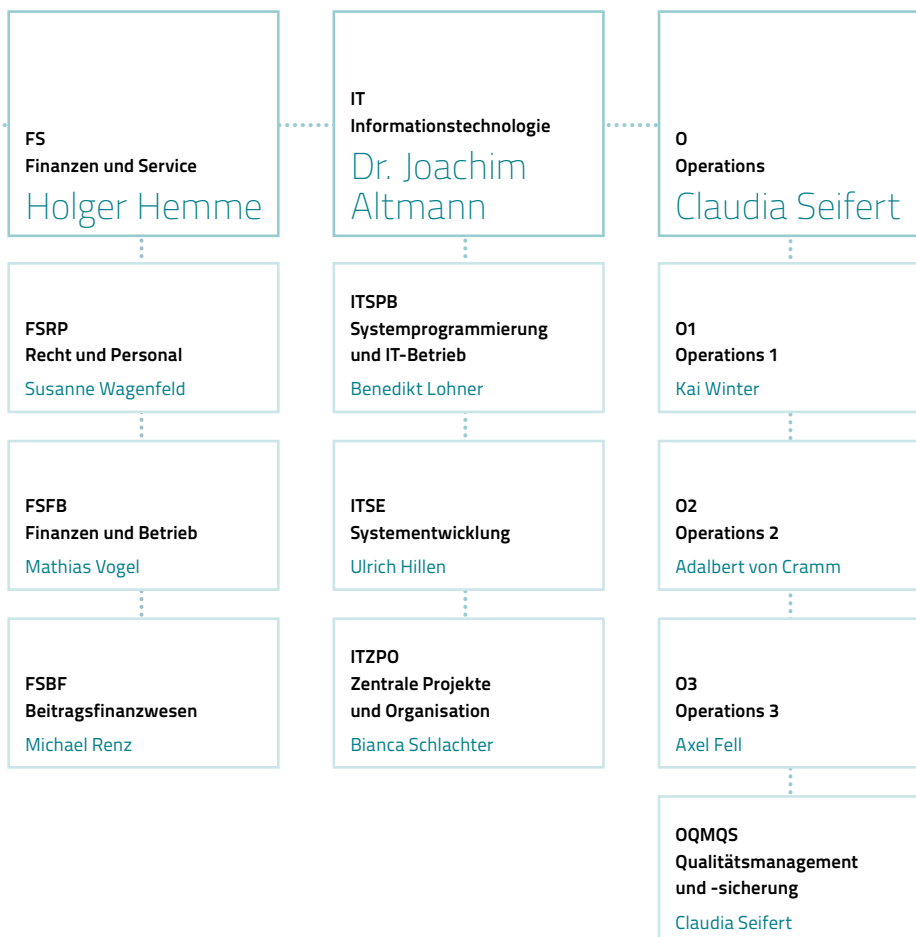 FS
Finanzen und Service
Holger Hemme
FSRP
Recht und Personal
Susanne Wagenfeld
FSFB
Finanzen und Betrieb
Mathias Vogel
FSBF
Beitragsfinanzwesen
Michael Renz
IT
Informationstechnologie
Dr. Joachim
Altmann
ITSPB
Systemprogrammierung
und IT-Betrieb
Benedikt Lohner
ITSE
Systementwicklung
Ulrich Hillen
ITZPO
Zentrale Projekte
und Organisation
Bianca Schlachter
O
Operations
Claudia Seifert
O1
Operations 1
Kai Winter
O2
Operations 2
Adalbert von Cramm
O3
Operations 3
Axel Fell
OQMQS
Qualitätsmanagement
und -sicherung
Claudia Seifert